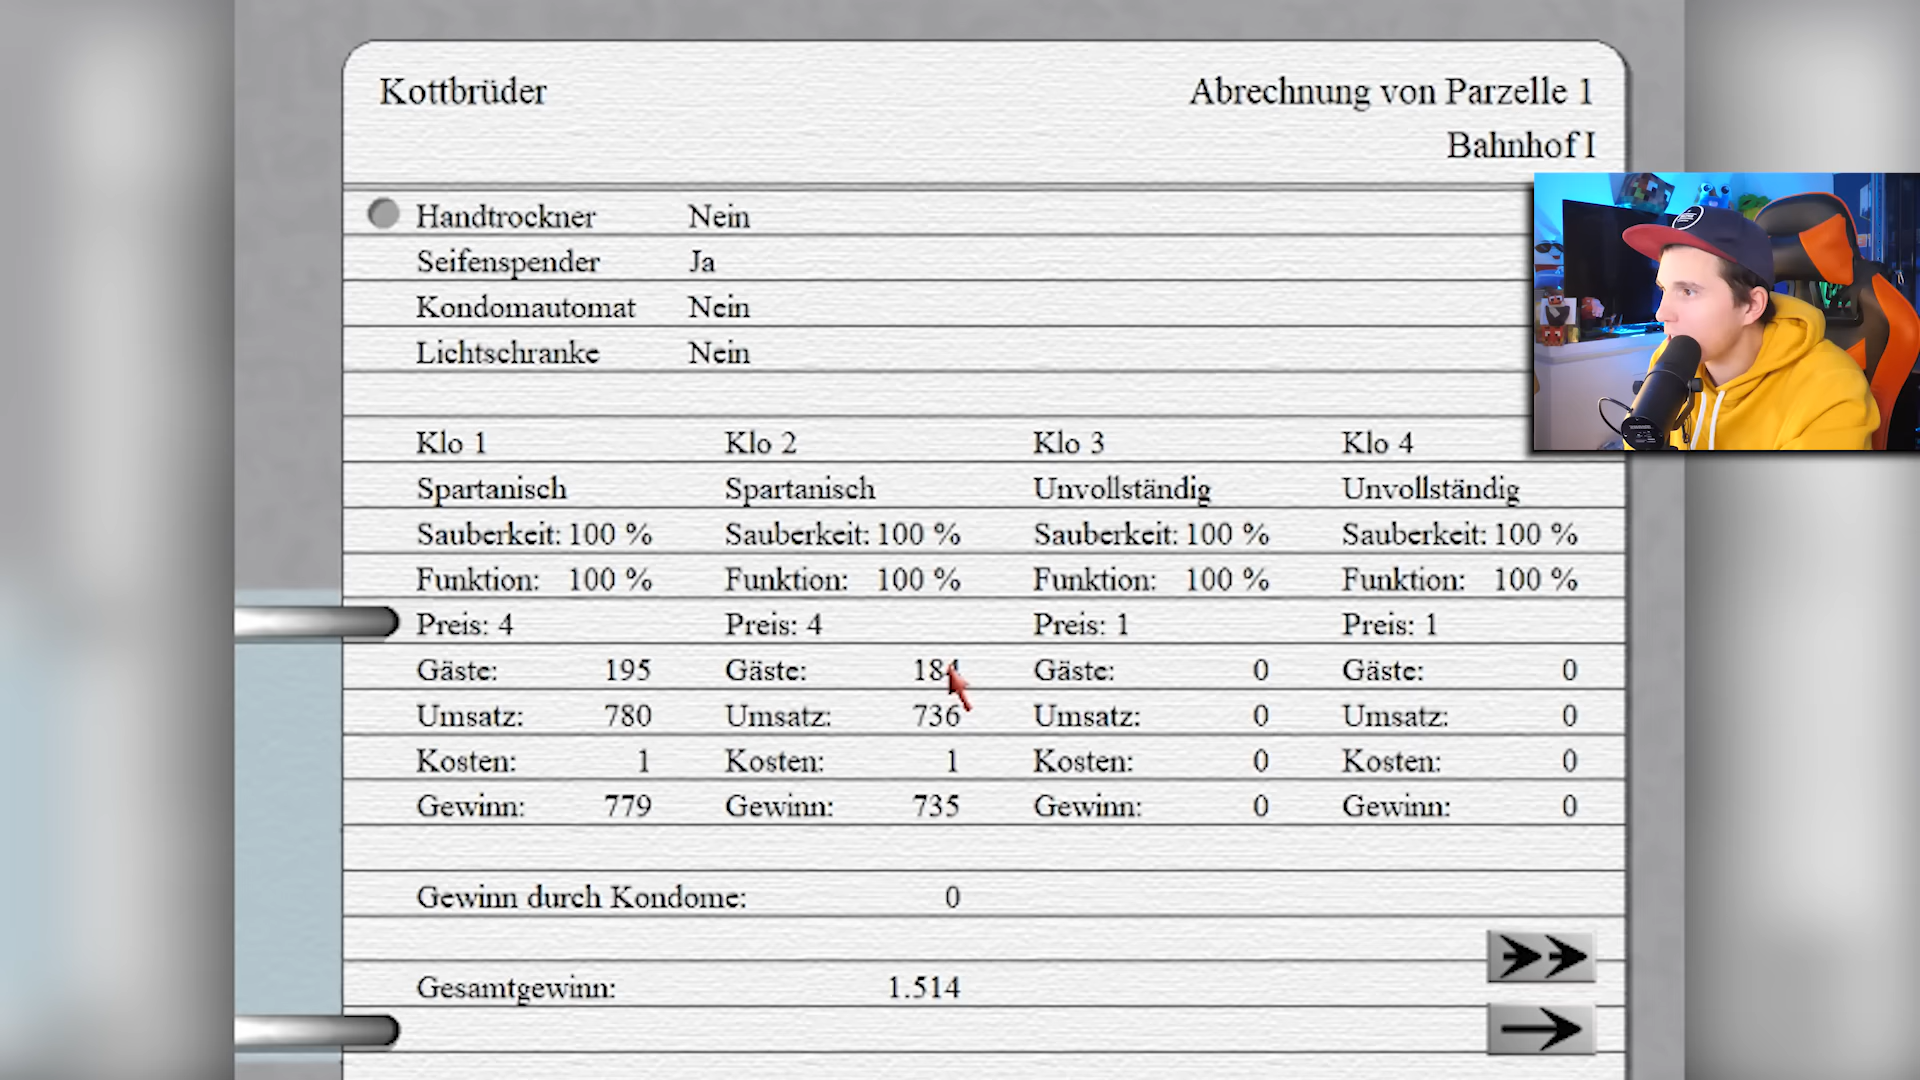 Kottbrüder
Abrechnung von Parzelle 1
Bahnhof I
Handtrockner Nein
Seifenspender Ja
Kondomautomat Nein
Lichtschranke Nein
Klo 1 Klo 2 Klo 3 Klo 4
Spartanisch Spartanisch Unvollständig Unvollständig
Sauberkeit: 100 % Sauberkeit: 100 % Sauberkeit: 100 % Sauberkeit: 100 %
Funktion: 100 % Funktion: 100 % Funktion: 100 % Funktion: 100 %
Preis: 4 Preis: 4 Preis: 1 Preis: 1
Gäste: 195 Gäste: 184 Gäste: 0 Gäste: 0
Umsatz: 780 Umsatz: 736 Umsatz: 0 Umsatz: 0
Kosten: 1 Kosten: 1 Kosten: 0 Kosten: 0
Gewinn: 779 Gewinn: 735 Gewinn: 0 Gewinn: 0
Gewinn durch Kondome: 0
Gesamtgewinn: 1.514